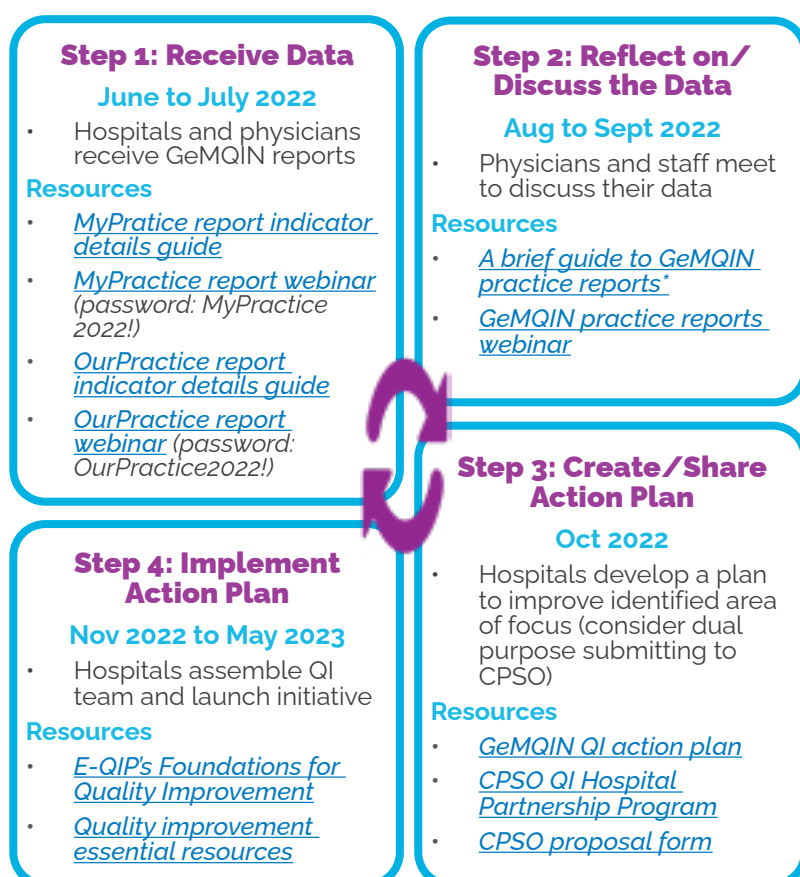 Step 1: Receive Data
June to July 2022
• Hospitals and physicians
receive GeMQIN reports
Resources
• MyPratice report indicator
details guide
• MyPractice report webinar
(password: MyPractice
2022!)
• OurPractice report
indicator details guide
• OurPractice report
webinar (password:
OurPractice2022!)
Step 2: Reflect on/
Discuss the Data
Aug to Sept 2022
• Physicians and staff meet
to discuss their data
Resources
• A brief guide to GeMQIN
practice reports*
• GeMQIN practice reports
webinar
Step 3: Create/Share
Action Plan
Oct 2022
• Hospitals develop a plan
to improve identified area
of focus (consider dual
purpose submitting to
CPSO)
Resources
• GeMQIN QI action plan
• CPSO QI Hospital
Partnership Program
• CPSO proposal form
Step 4: Implement
Action Plan
Nov 2022 to May 2023
• Hospitals assemble QI
team and launch initiative
Resources
• E-QIP's Foundations for
Quality Improvement
• Quality improvement
essential resources